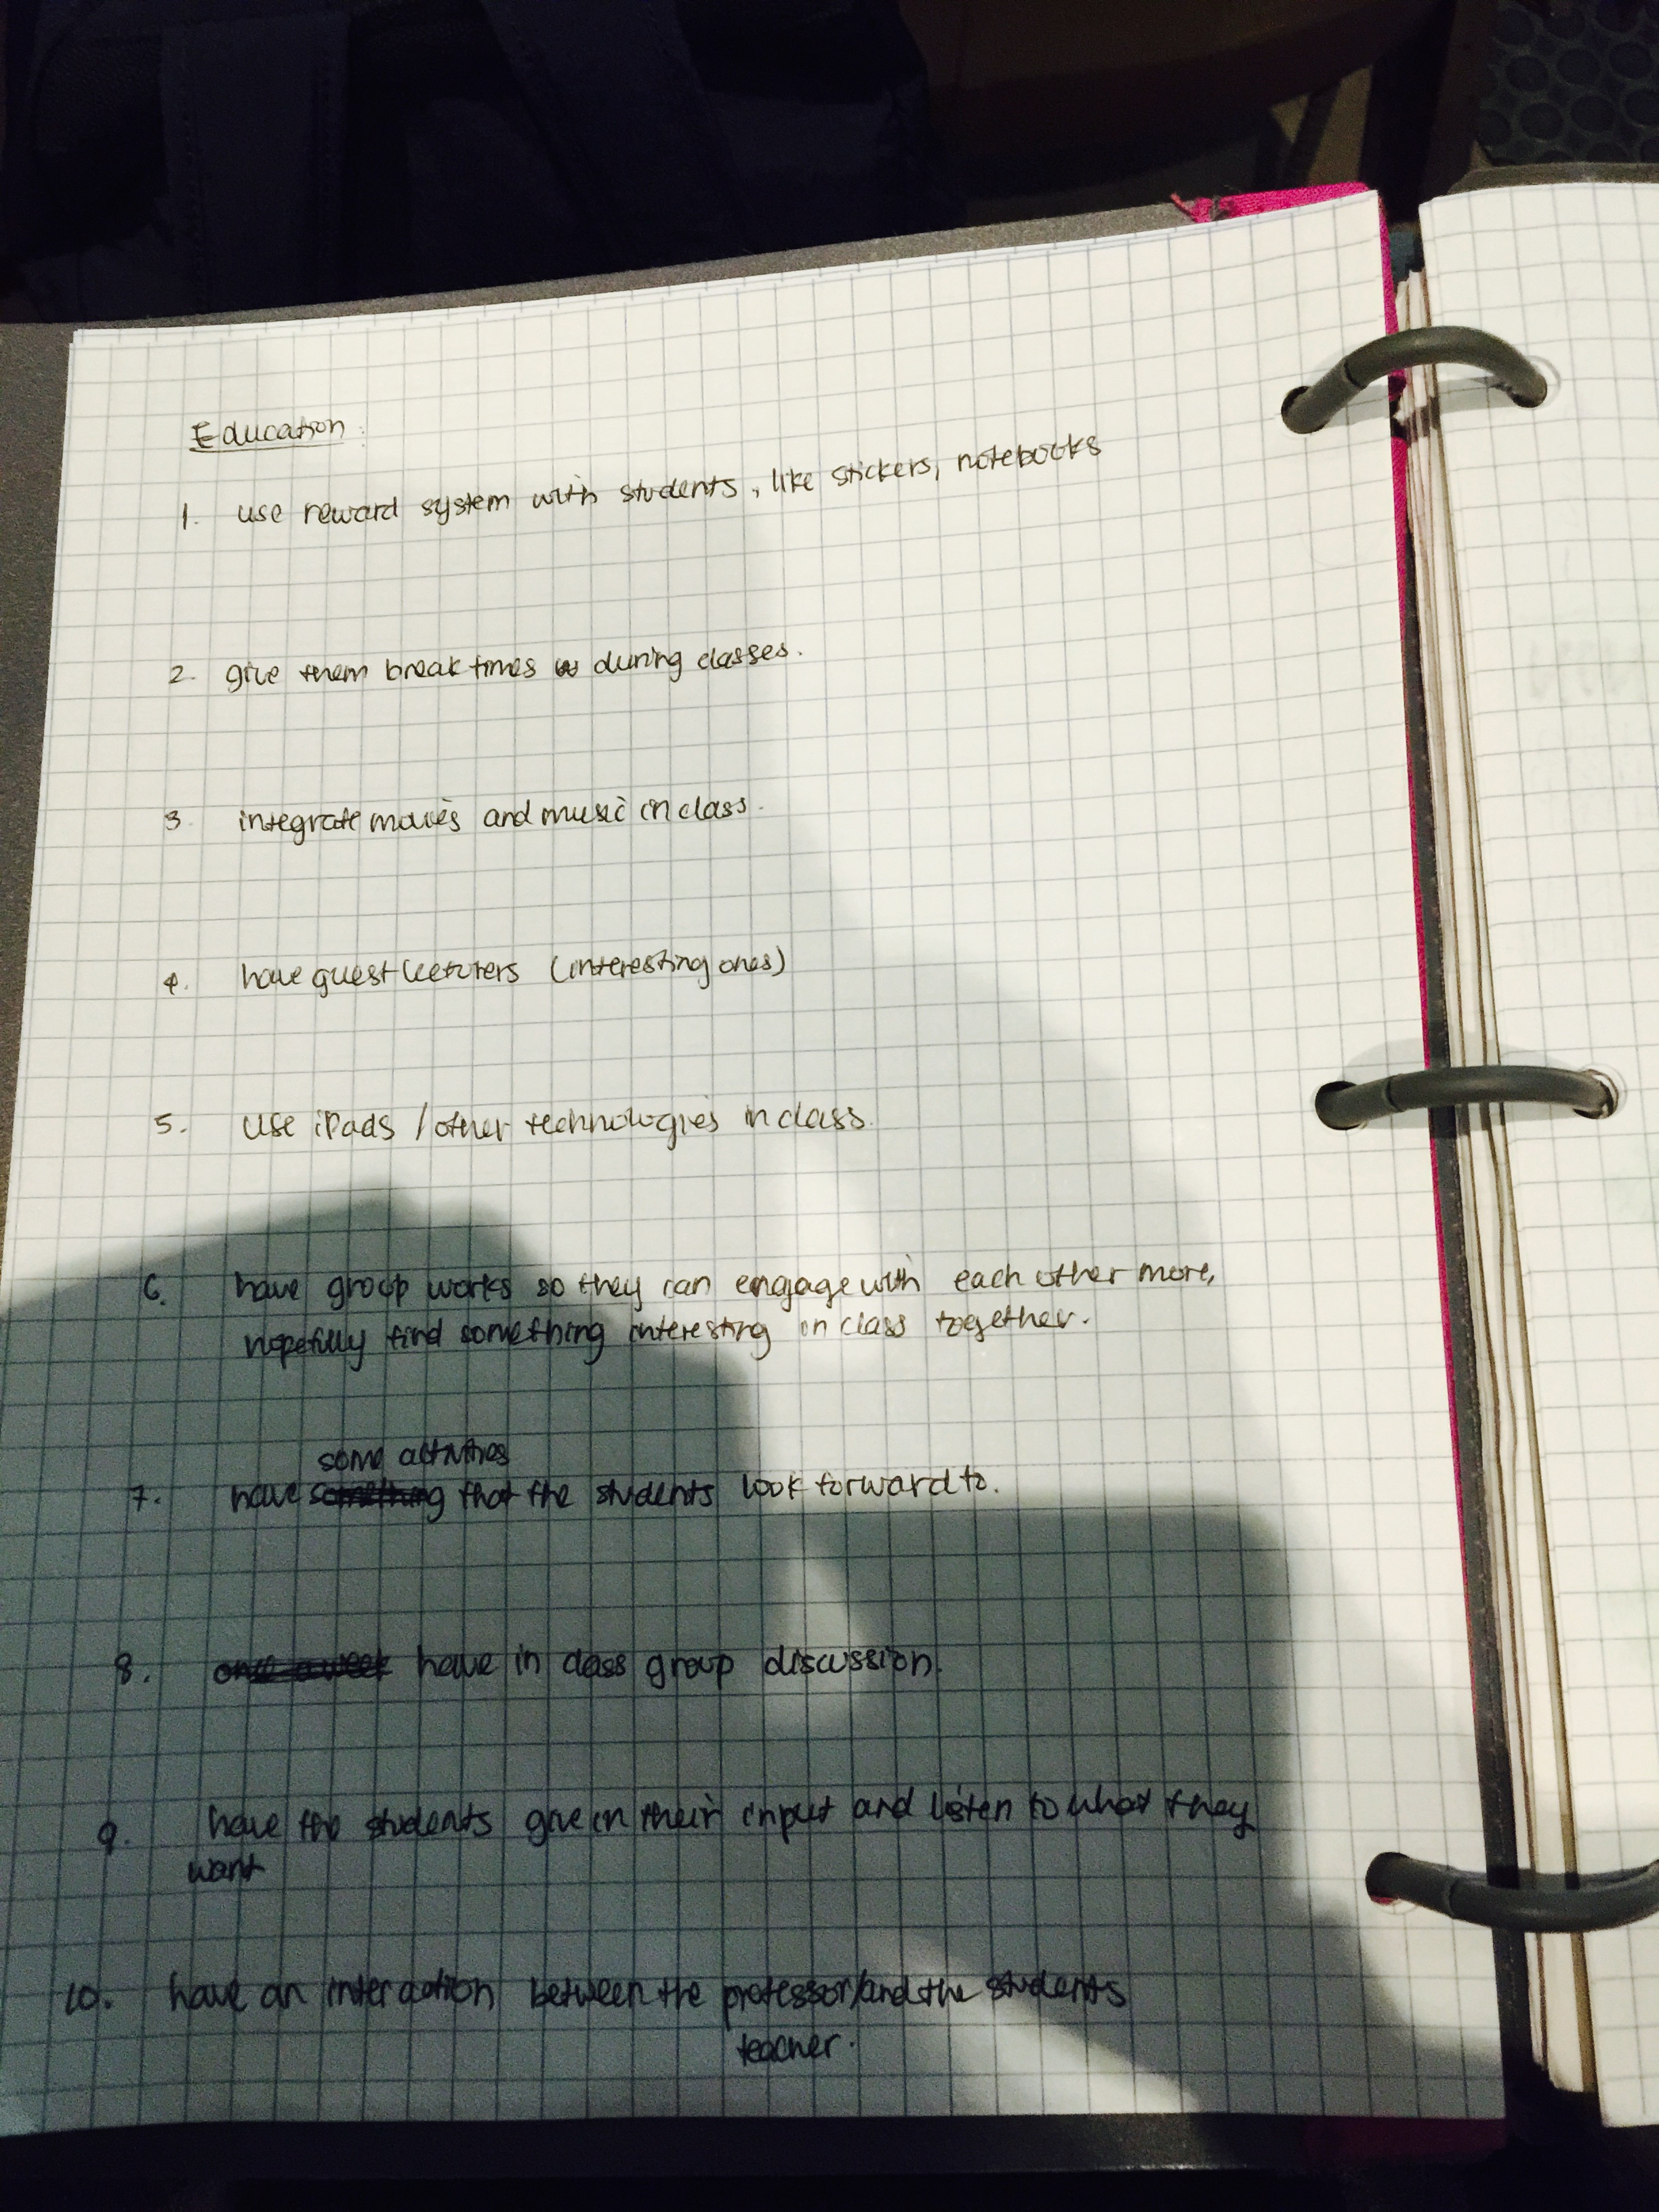 Education:
1. use reward system with students, like stickers, notebooks
2. give them break times during classes.
3. integrate movies and music in class.
4. have guest lecturers (interesting ones)
5. use iPads / other technologies in class.
6. have group works so they can engage with each other more,
hopefully find something interesting in class together.
some activities
7. have something that the students look forward to.
8. once a week have in class group discussion.
9. have the students give in their input and listen to what they
want
10. have an interaction between the professor/and the students
teacher.